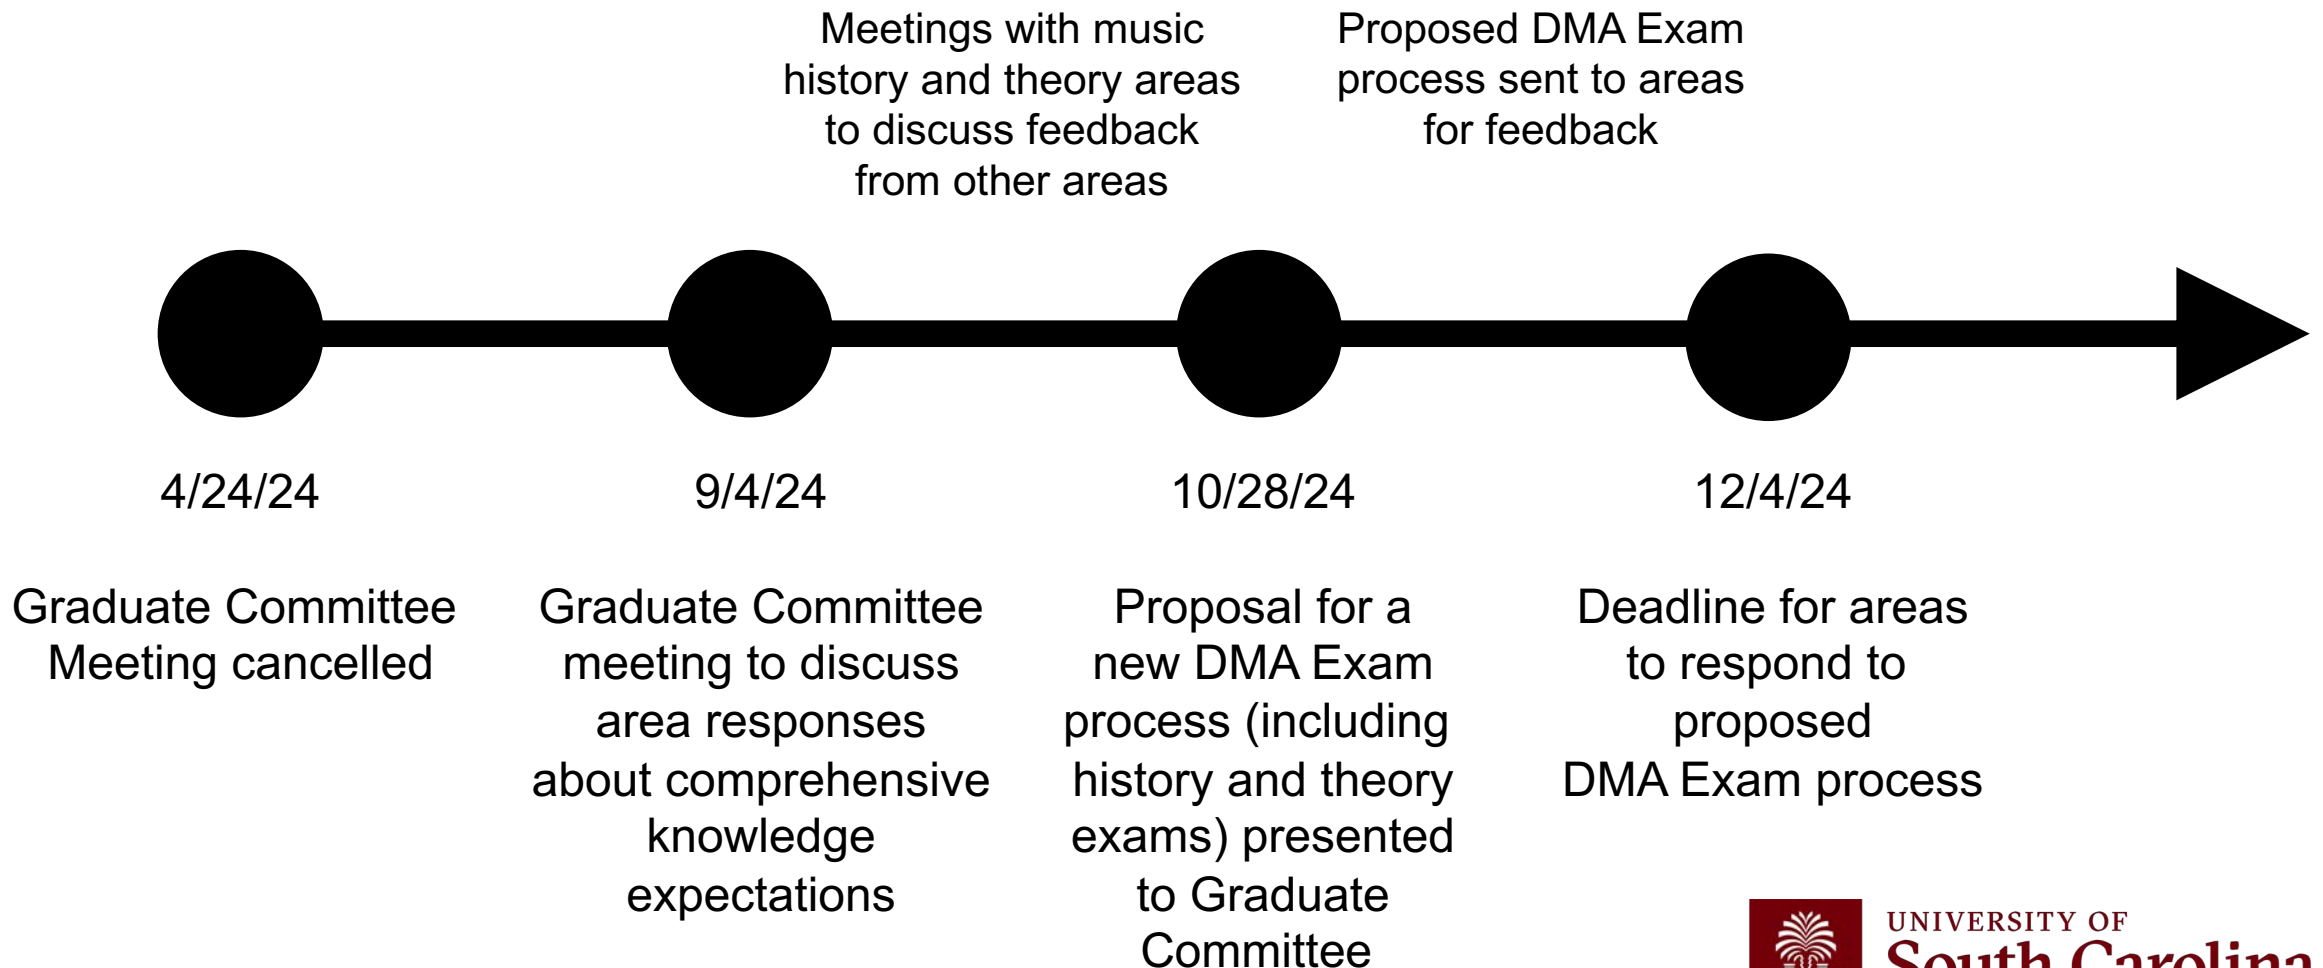 Meetings with music
history and theory areas
to discuss feedback
from other areas
Proposed DMA Exam
process sent to areas
for feedback
4/24/24
Graduate Committee
Meeting cancelled
9/4/24
Graduate Committee
meeting to discuss
area responses
about comprehensive
knowledge
expectations
10/28/24
Proposal for a
new DMA Exam
process (including
history and theory
exams) presented
to Graduate
Committee
12/4/24
Deadline for areas
to respond to
proposed
DMA Exam process
UNIVERSITY OF
South Carolina